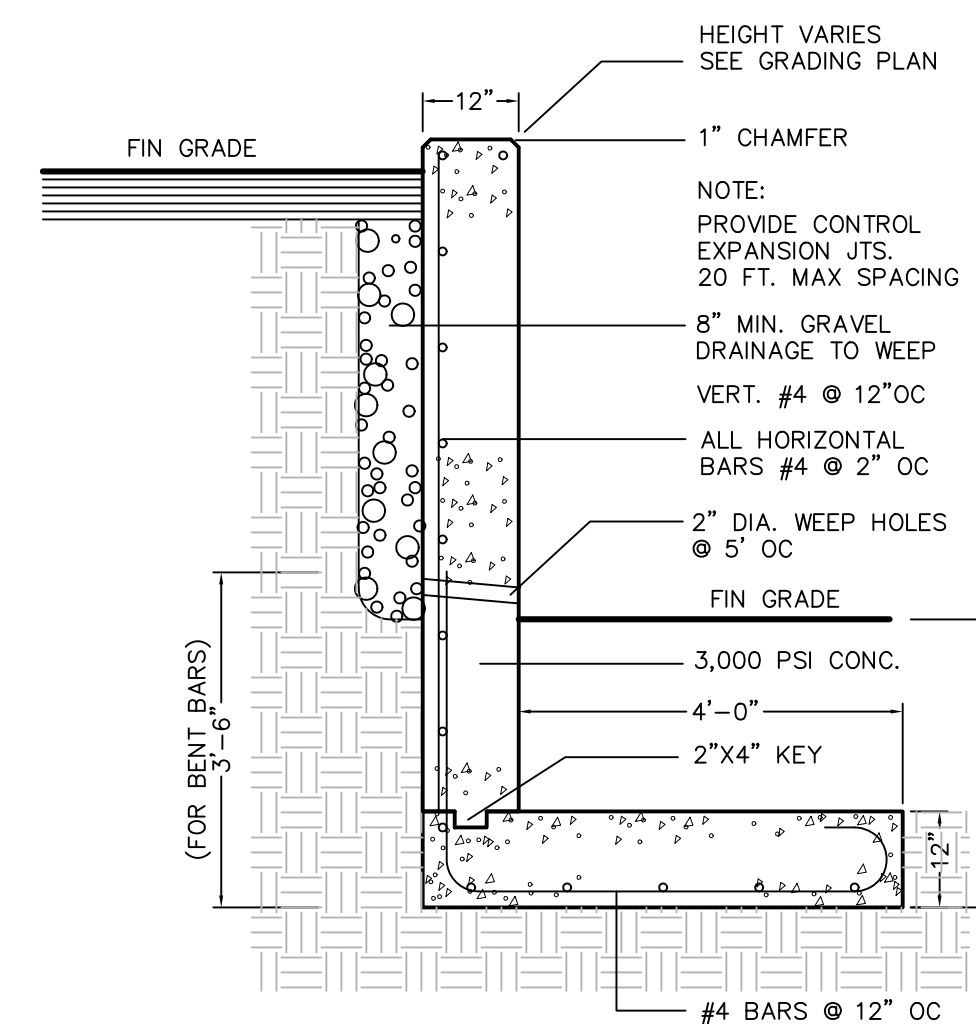 HEIGHT VARIES
SEE GRADING PLAN
12"
1" CHAMFER
FIN GRADE
NOTE:
PROVIDE CONTROL
EXPANSION JTS.
20 FT. MAX SPACING
8" MIN. GRAVEL
DRAINAGE TO WEEP
VERT. #4 @ 12"OC
ALL HORIZONTAL
BARS #4 @ 2" OC
2" DIA. WEEP HOLES
@ 5' OC
FIN GRADE
3,000 PSI CONC.
(FOR BENT BARS)
3'-6"
4'-0"
2"X4" KEY
12"
#4 BARS @ 12" OC